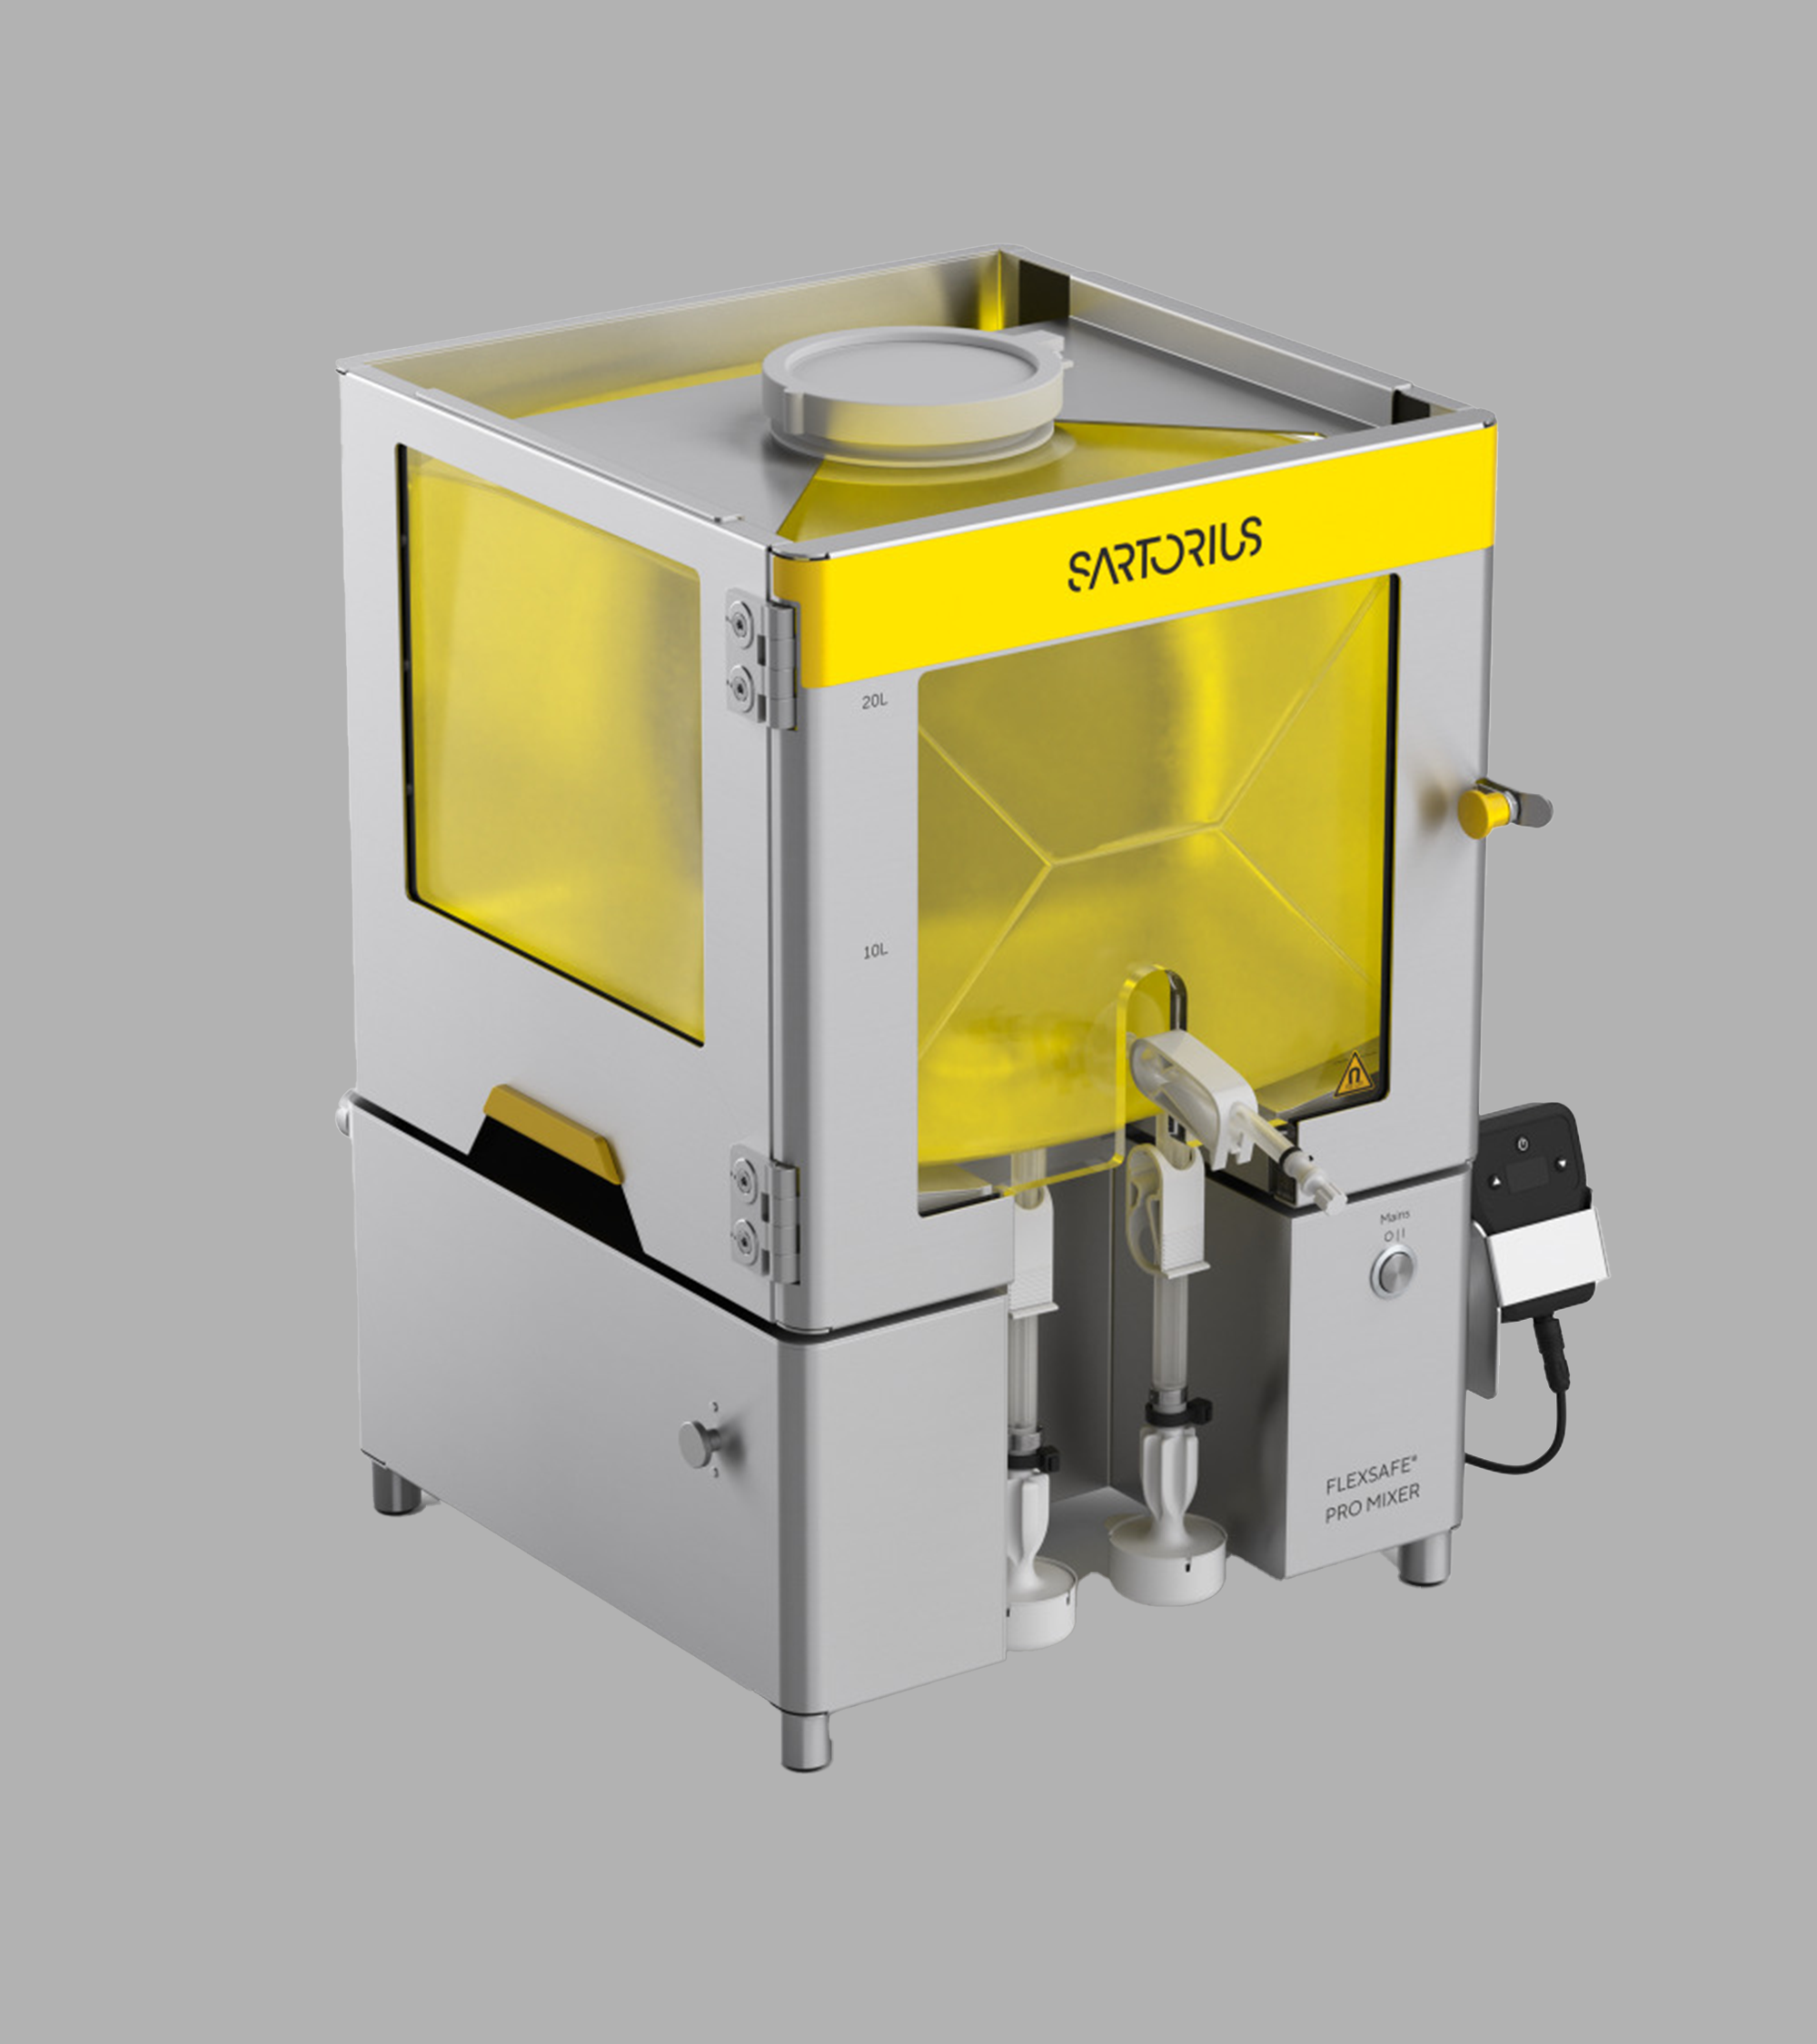 SARTORIUS
20L
10L
Mains
O | I
FLEXSAFE®
PRO MIXER